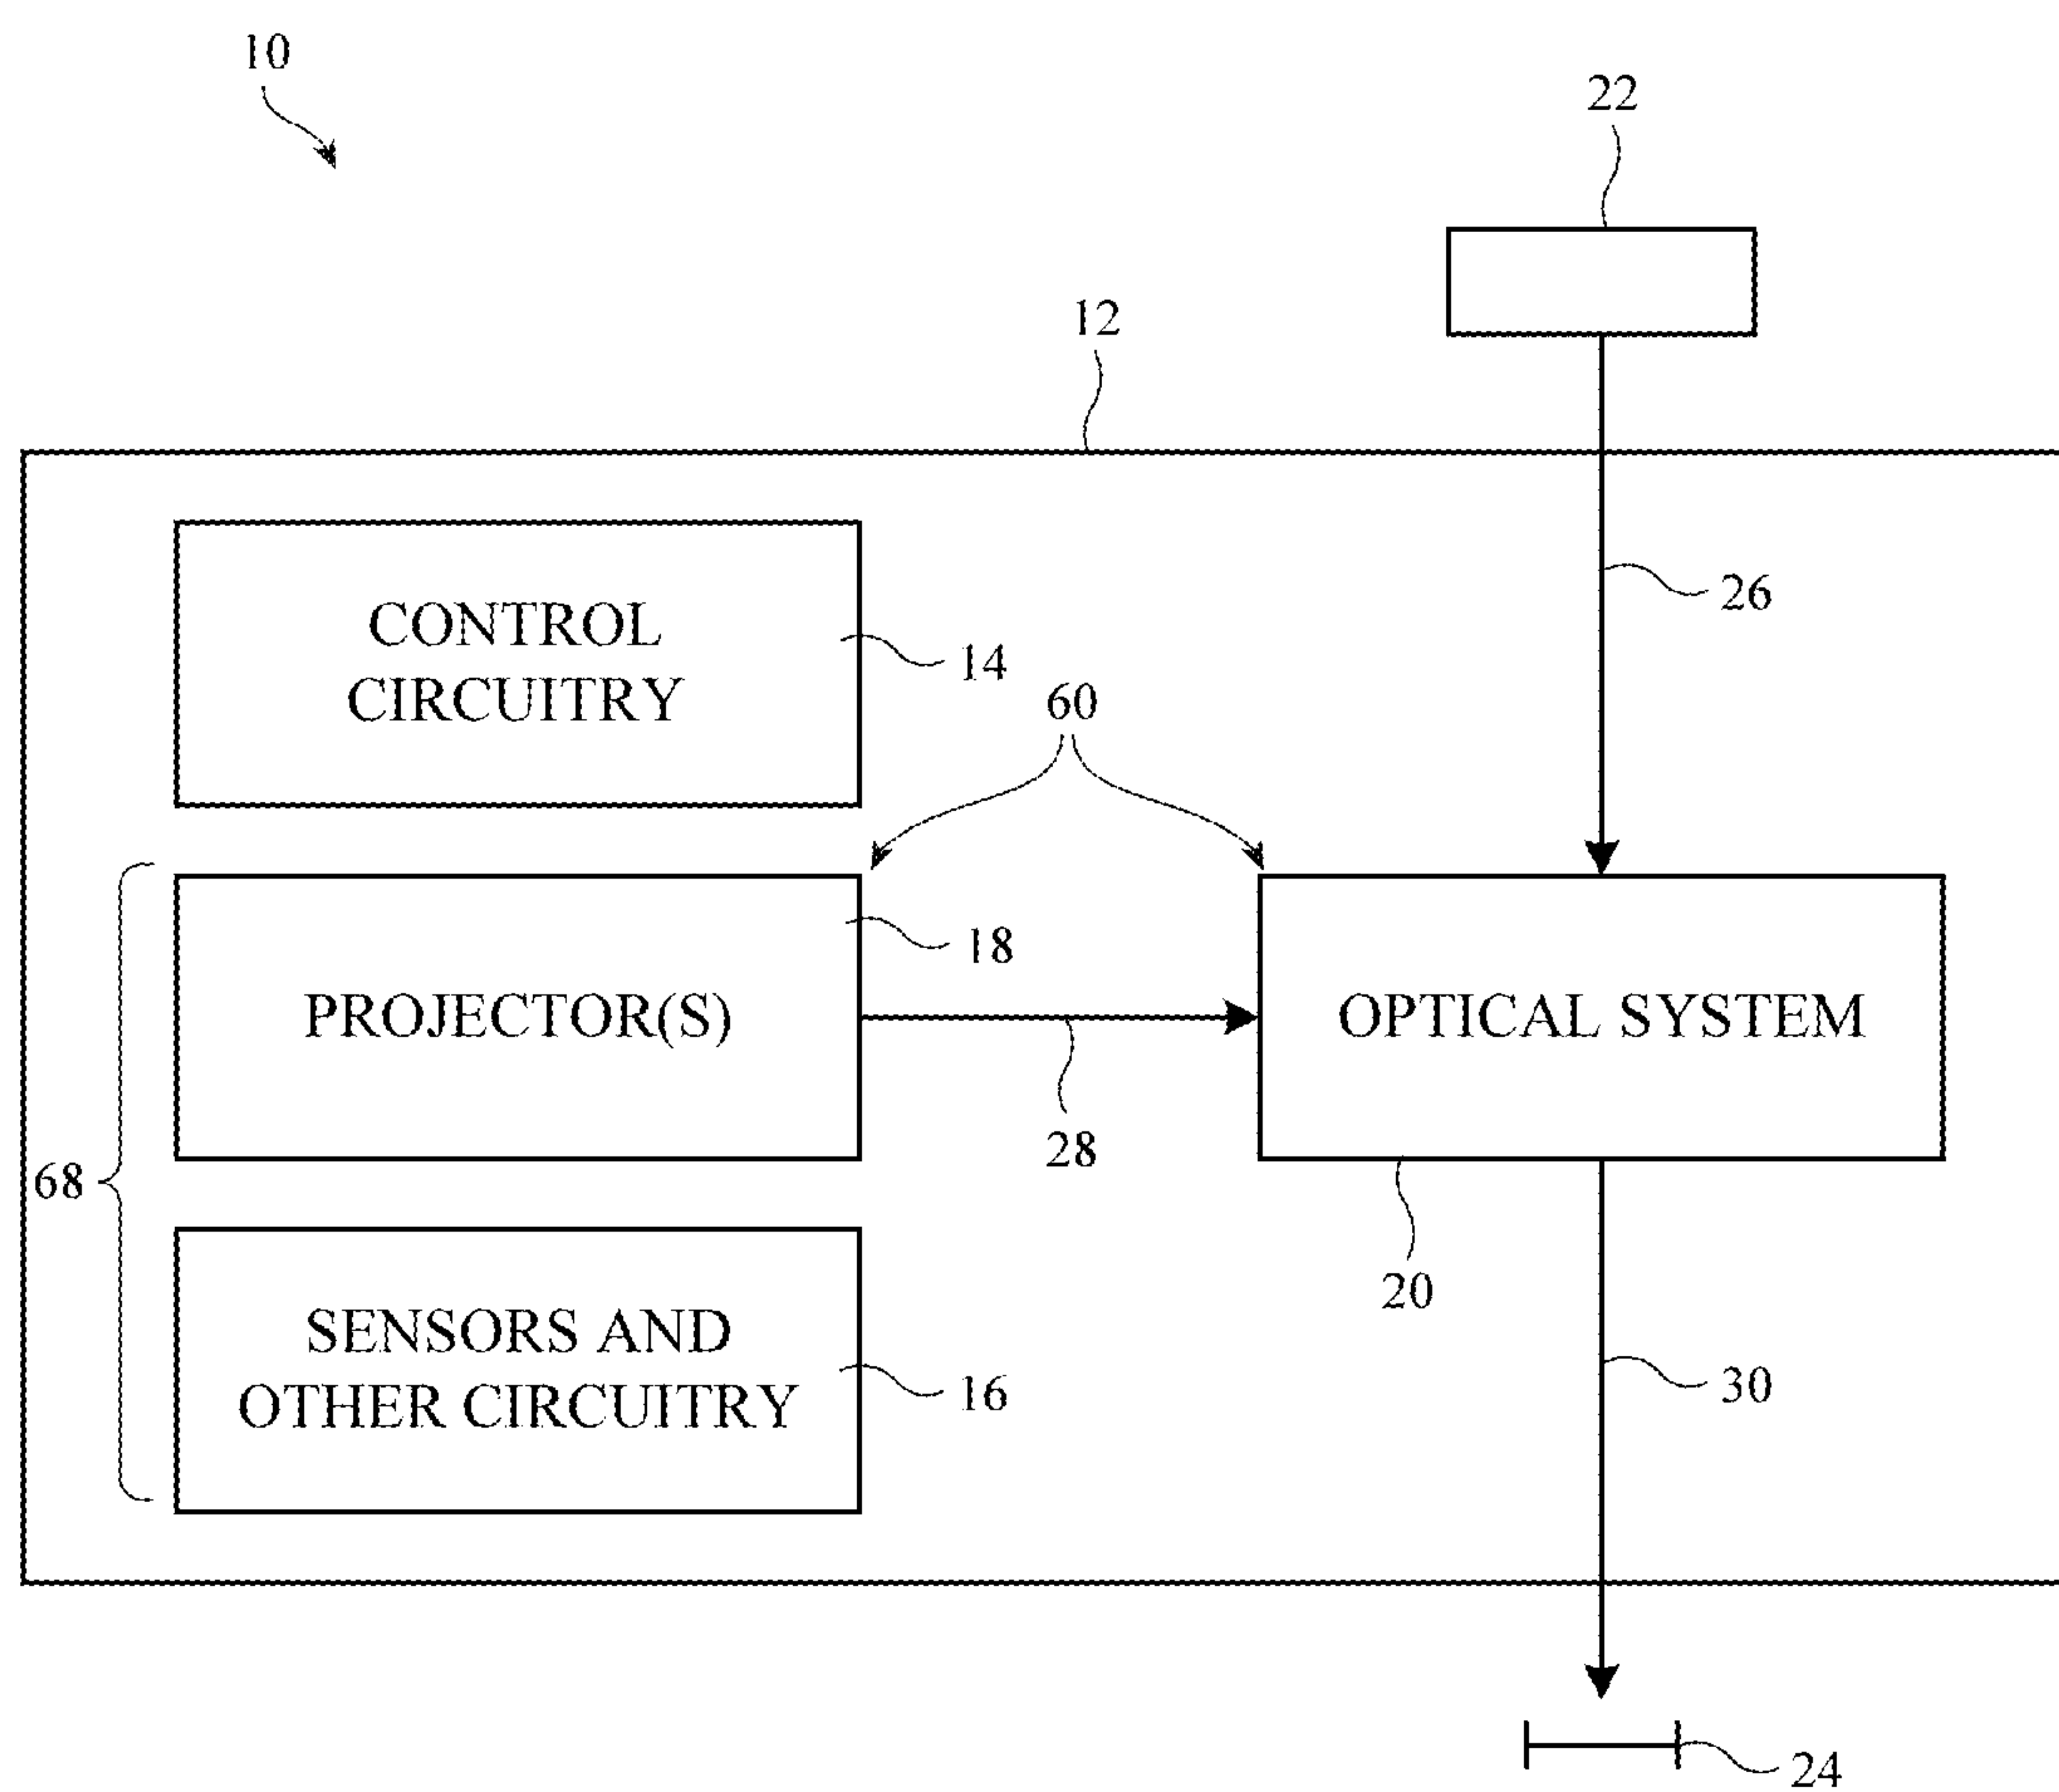 10
22
12
26
CONTROL
CIRCUITRY
14
60
18
PROJECTOR(S)
OPTICAL SYSTEM
28
68
20
SENSORS AND
OTHER CIRCUITRY
16
30
24